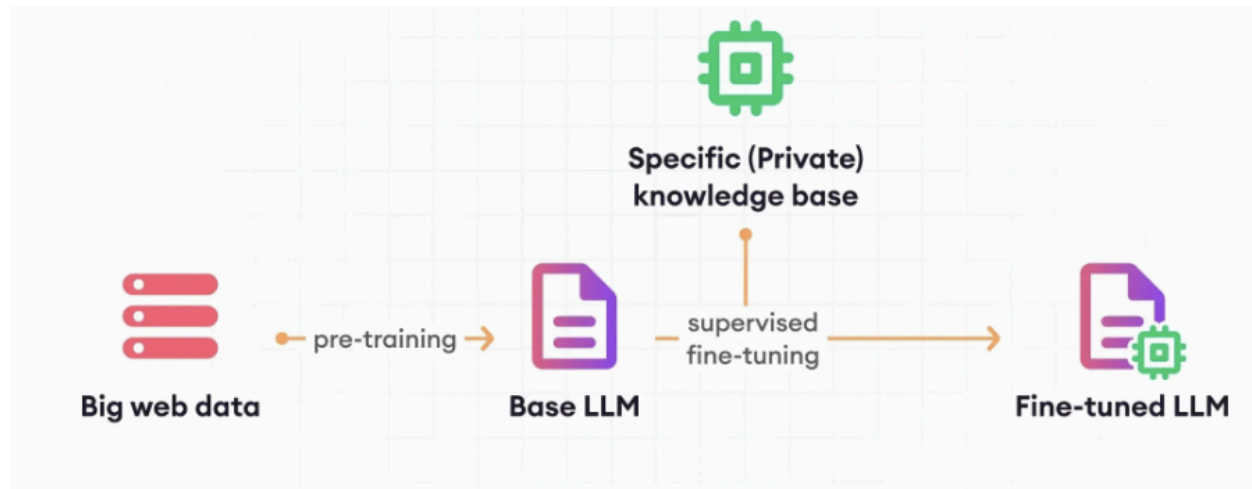 Specific (Private)
knowledge base
pre-training
supervised
fine-tuning
Big web data
Base LLM
Fine-tuned LLM